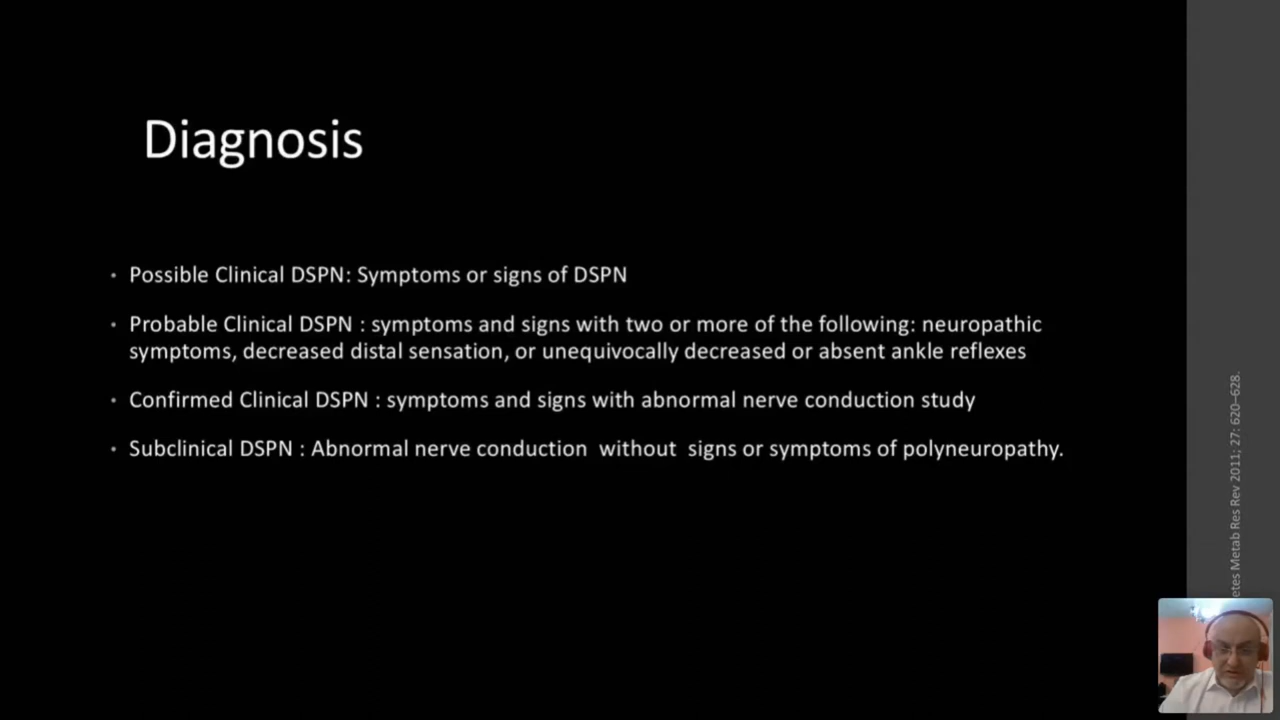 Diagnosis
• Possible Clinical DSPN: Symptoms or signs of DSPN
• Probable Clinical DSPN : symptoms and signs with two or more of the following: neuropathic
symptoms, decreased distal sensation, or unequivocally decreased or absent ankle reflexes
• Confirmed Clinical DSPN : symptoms and signs with abnormal nerve conduction study
• Subclinical DSPN : Abnormal nerve conduction  without  signs or symptoms of polyneuropathy.
Metab Res Rev 2011; 27: 620–628.